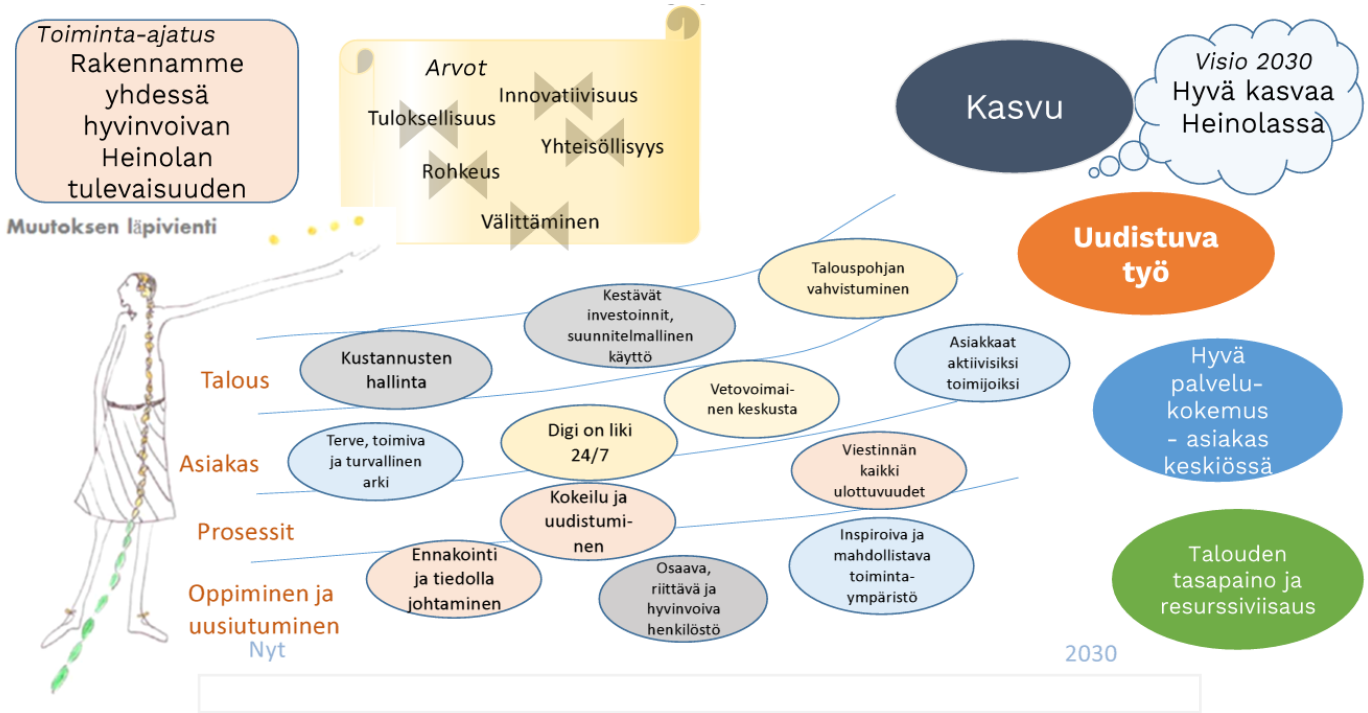 Toiminta-ajatus
Rakennamme
yhdessä
hyvinvoivan
Heinolan
tulevaisuuden
Arvot
Innovatiivisuus
Tuloksellisuus
Yhteisöllisyys
Rohkeus
Välittäminen
Kasvu
Visio 2030
Hyvä kasvaa
Heinolassa
Muutoksen läpivienti
Uudistuva
työ
Talouspohjan
vahvistuminen
Kestävät
investoinnit,
suunnitelmallinen
käyttö
Kustannusten
hallinta
Talous
Asiakkaat
aktiivisiksi
toimijoiksi
Hyvä
palvelu-
kokemus
- asiakas
keskiössä
Vetovoimai-
nen keskusta
Digi on liki
24/7
Terve, toimiva
ja turvallinen
arki
Asiakas
Viestinnän
kaikki
ulottuvuudet
Kokeilu ja
uudistumi-
nen
Prosessit
Ennakointi
ja tiedolla
johtaminen
Osaava,
riittävä ja
hyvinvoiva
henkilöstö
Inspiroiva ja
mahdollistava
toiminta-
ympäristö
Talouden
tasapaino ja
resurssiviisaus
Oppiminen ja
uusiutuminen
Nyt
2030